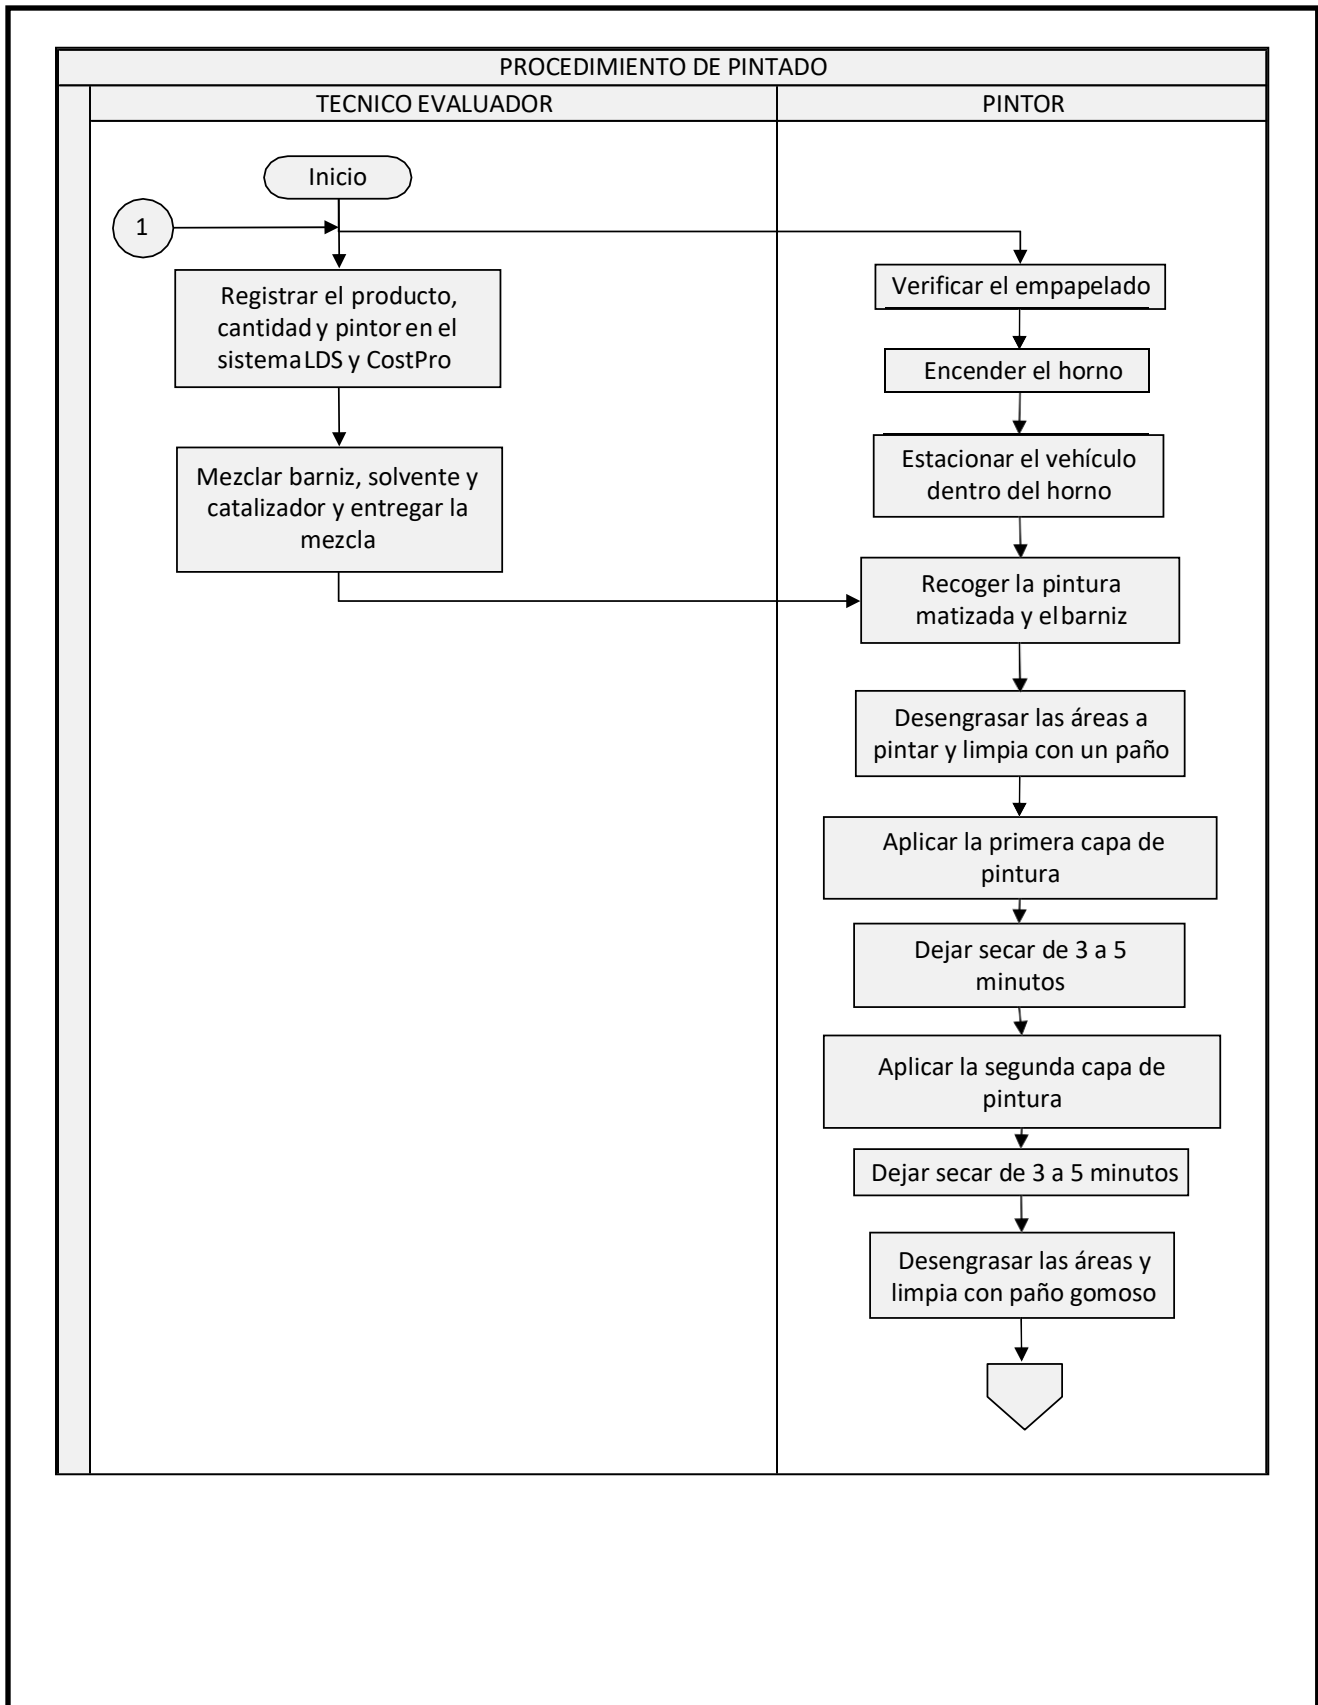 PROCEDIMIENTO DE PINTADO
TECNICO EVALUADOR
PINTOR
Inicio
1
Registrar el producto,
cantidad y pintor en el
sistema LDS y CostPro
Mezclar barniz, solvente y
catalizador y entregar la
mezcla
Verificar el empapelado
Encender el horno
Estacionar el vehículo
dentro del horno
Recoger la pintura
matizada y el barniz
Desengrasar las áreas a
pintar y limpia con un paño
Aplicar la primera capa de
pintura
Dejar secar de 3 a 5
minutos
Aplicar la segunda capa de
pintura
Dejar secar de 3 a 5 minutos
Desengrasar las áreas y
limpia con paño gomoso